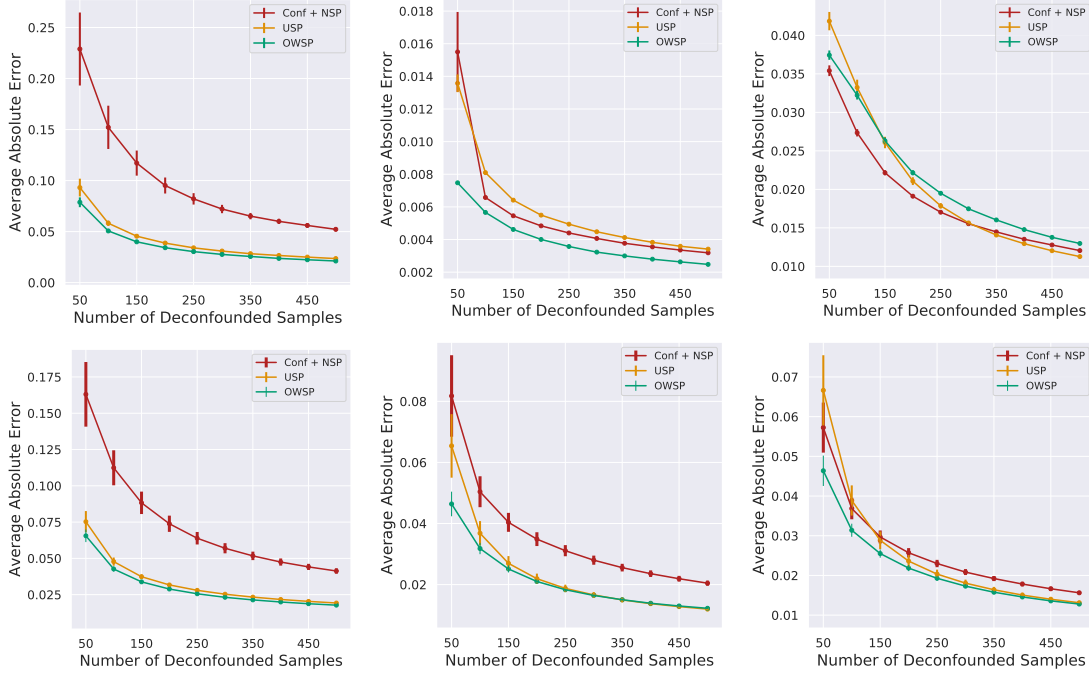 Average Absolute Error
0.25
0.20
0.15
0.10
0.05
0.00
Conf + NSP
USP
OWSP
50
150
250
350
450
Number of Deconfounded Samples
Average Absolute Error
0.018
0.016
0.014
0.012
0.010
0.008
0.006
0.004
0.002
Conf + NSP
USP
OWSP
50
150
250
350
450
Number of Deconfounded Samples
Average Absolute Error
0.040
0.035
0.030
0.025
0.020
0.015
0.010
Conf + NSP
USP
OWSP
50
150
250
350
450
Number of Deconfounded Samples
Average Absolute Error
0.175
0.150
0.125
0.100
0.075
0.050
0.025
Conf + NSP
USP
OWSP
50
150
250
350
450
Number of Deconfounded Samples
Average Absolute Error
0.08
0.06
0.04
0.02
Conf + NSP
USP
OWSP
50
150
250
350
450
Number of Deconfounded Samples
Average Absolute Error
0.07
0.06
0.05
0.04
0.03
0.02
0.01
Conf + NSP
USP
OWSP
50
150
250
350
450
Number of Deconfounded Samples